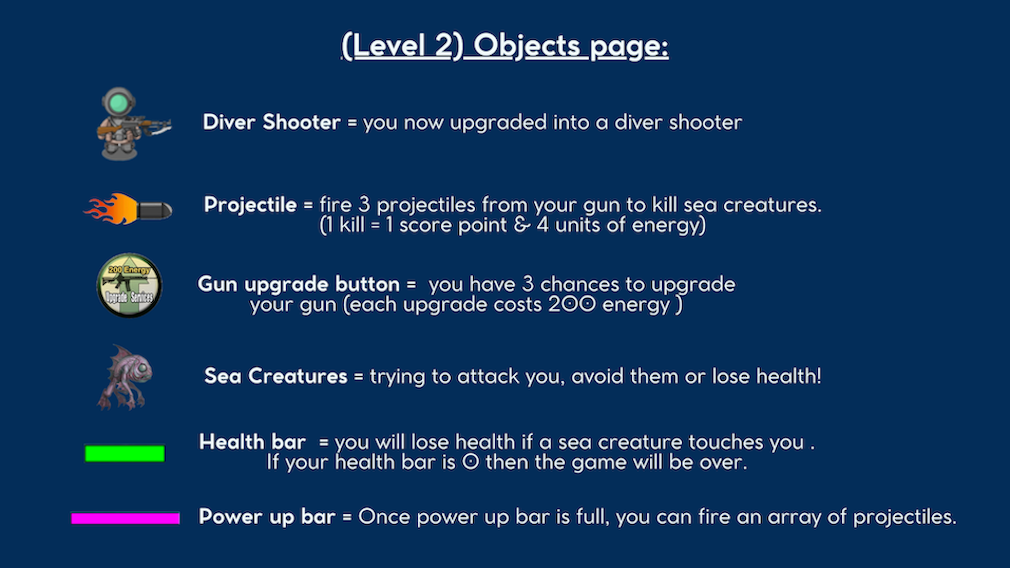 (Level 2) Objects page:
Diver Shooter = you now upgraded into a diver shooter
Projectile = fire 3 projectiles from your gun to kill sea creatures.
(1 kill = 1 score point & 4 units of energy)
200 Energy
Upgrade Services
Gun upgrade button = you have 3 chances to upgrade
your gun (each upgrade costs 200 energy )
Sea Creatures = trying to attack you, avoid them or lose health!
Health bar = you will lose health if a sea creature touches you .
If your health bar is 0 then the game will be over.
Power up bar = Once power up bar is full, you can fire an array of projectiles.